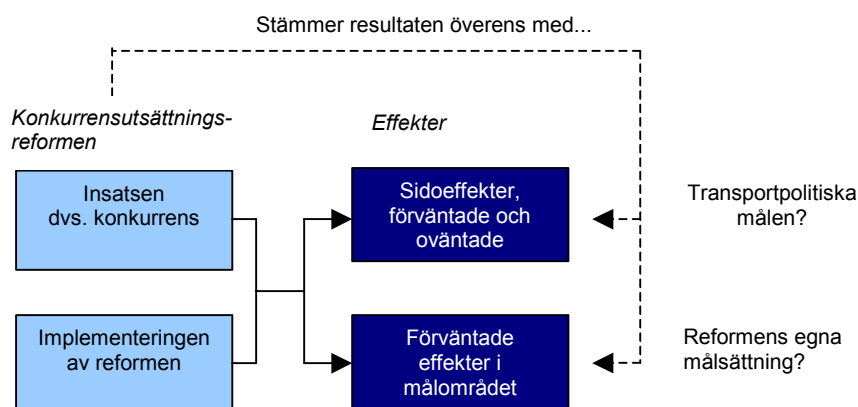 Stämmer resultaten överens med...
Konkurrensutsättnings-
reformen
Effekter
Insatsen
dvs. konkurrens
Sidoeffekter,
förväntade och
oväntade
Transportpolitiska
målen?
Implementeringen
av reformen
Förväntade
effekter i
målområdet
Reformens egna
målsättning?